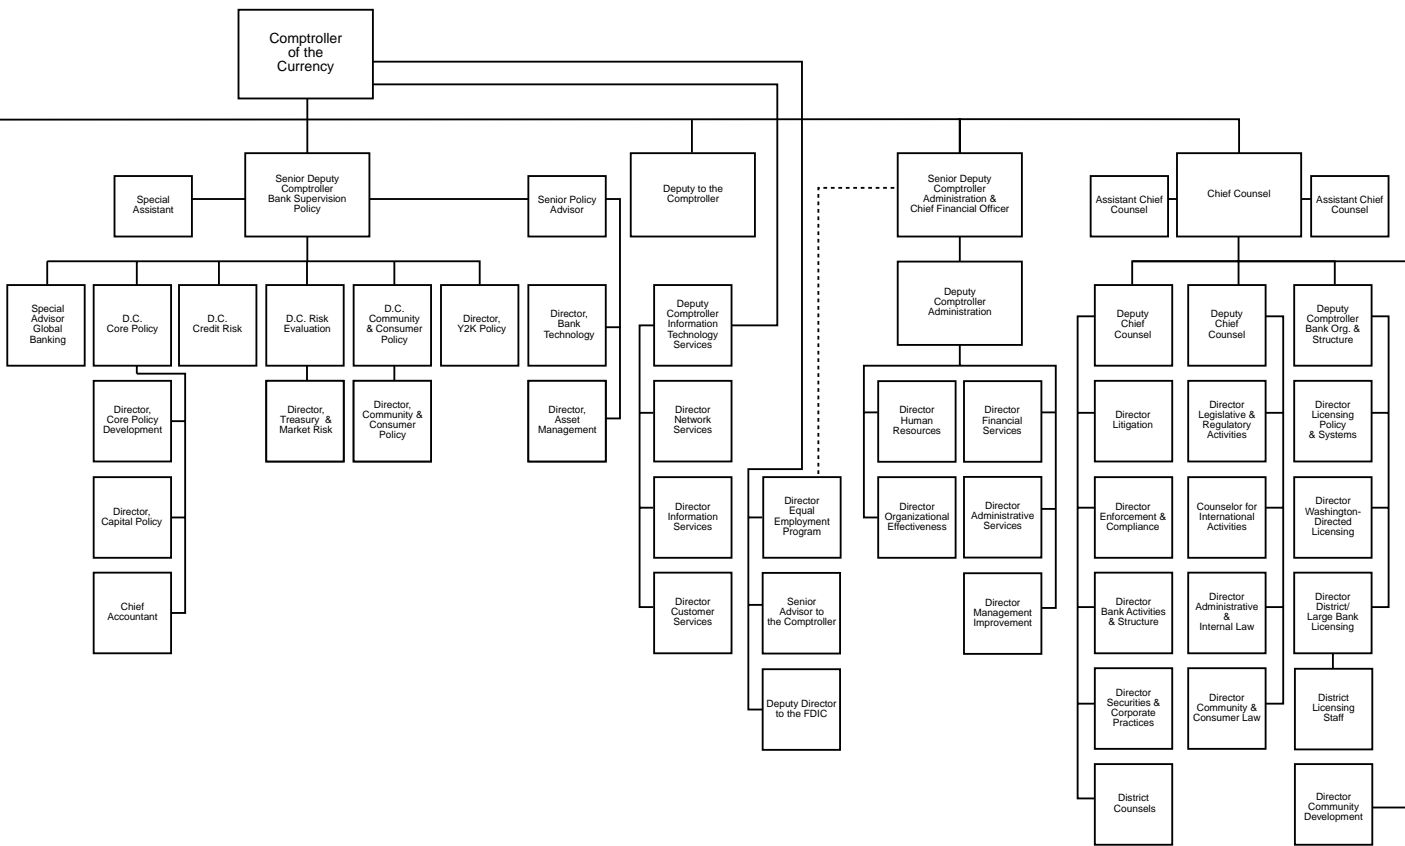 Comptroller
of the
Currency
Special
Assistant
Senior Deputy
Comptroller
Bank Supervision
Policy
Senior Policy
Advisor
Deputy to the
Comptroller
Senior Deputy
Comptroller
Administration &
Chief Financial Officer
Assistant Chief
Counsel
Chief Counsel
Assistant Chief
Counsel
Special
Advisor
Global
Banking
D.C.
Core Policy
D.C.
Credit Risk
D.C. Risk
Evaluation
D.C.
Community
& Consumer
Policy
Director,
Y2K Policy
Director,
Bank
Technology
Deputy
Comptroller
Information
Technology
Services
Deputy
Comptroller
Administration
Deputy
Chief
Counsel
Deputy
Chief
Counsel
Deputy
Comptroller
Bank Org. &
Structure
Director,
Core Policy
Development
Director,
Treasury &
Market Risk
Director,
Community &
Consumer
Policy
Director,
Asset
Management
Director
Network
Services
Director
Human
Resources
Director
Financial
Services
Director
Litigation
Director
Legislative &
Regulatory
Activities
Director
Licensing
Policy
& Systems
Director,
Capital Policy
Director
Information
Services
Director
Equal
Employment
Program
Director
Organizational
Effectiveness
Director
Administrative
Services
Director
Enforcement &
Compliance
Counselor for
International
Activities
Director
Washington-
Directed
Licensing
Chief
Accountant
Director
Customer
Services
Senior
Advisor to
the Comptroller
Director
Management
Improvement
Director
Bank Activities
& Structure
Director
Administrative
&
Internal Law
Director
District/
Large Bank
Licensing
Deputy Director
to the FDIC
Director
Securities &
Corporate
Practices
Director
Community &
Consumer Law
District
Licensing
Staff
District
Counsels
Director
Community
Development